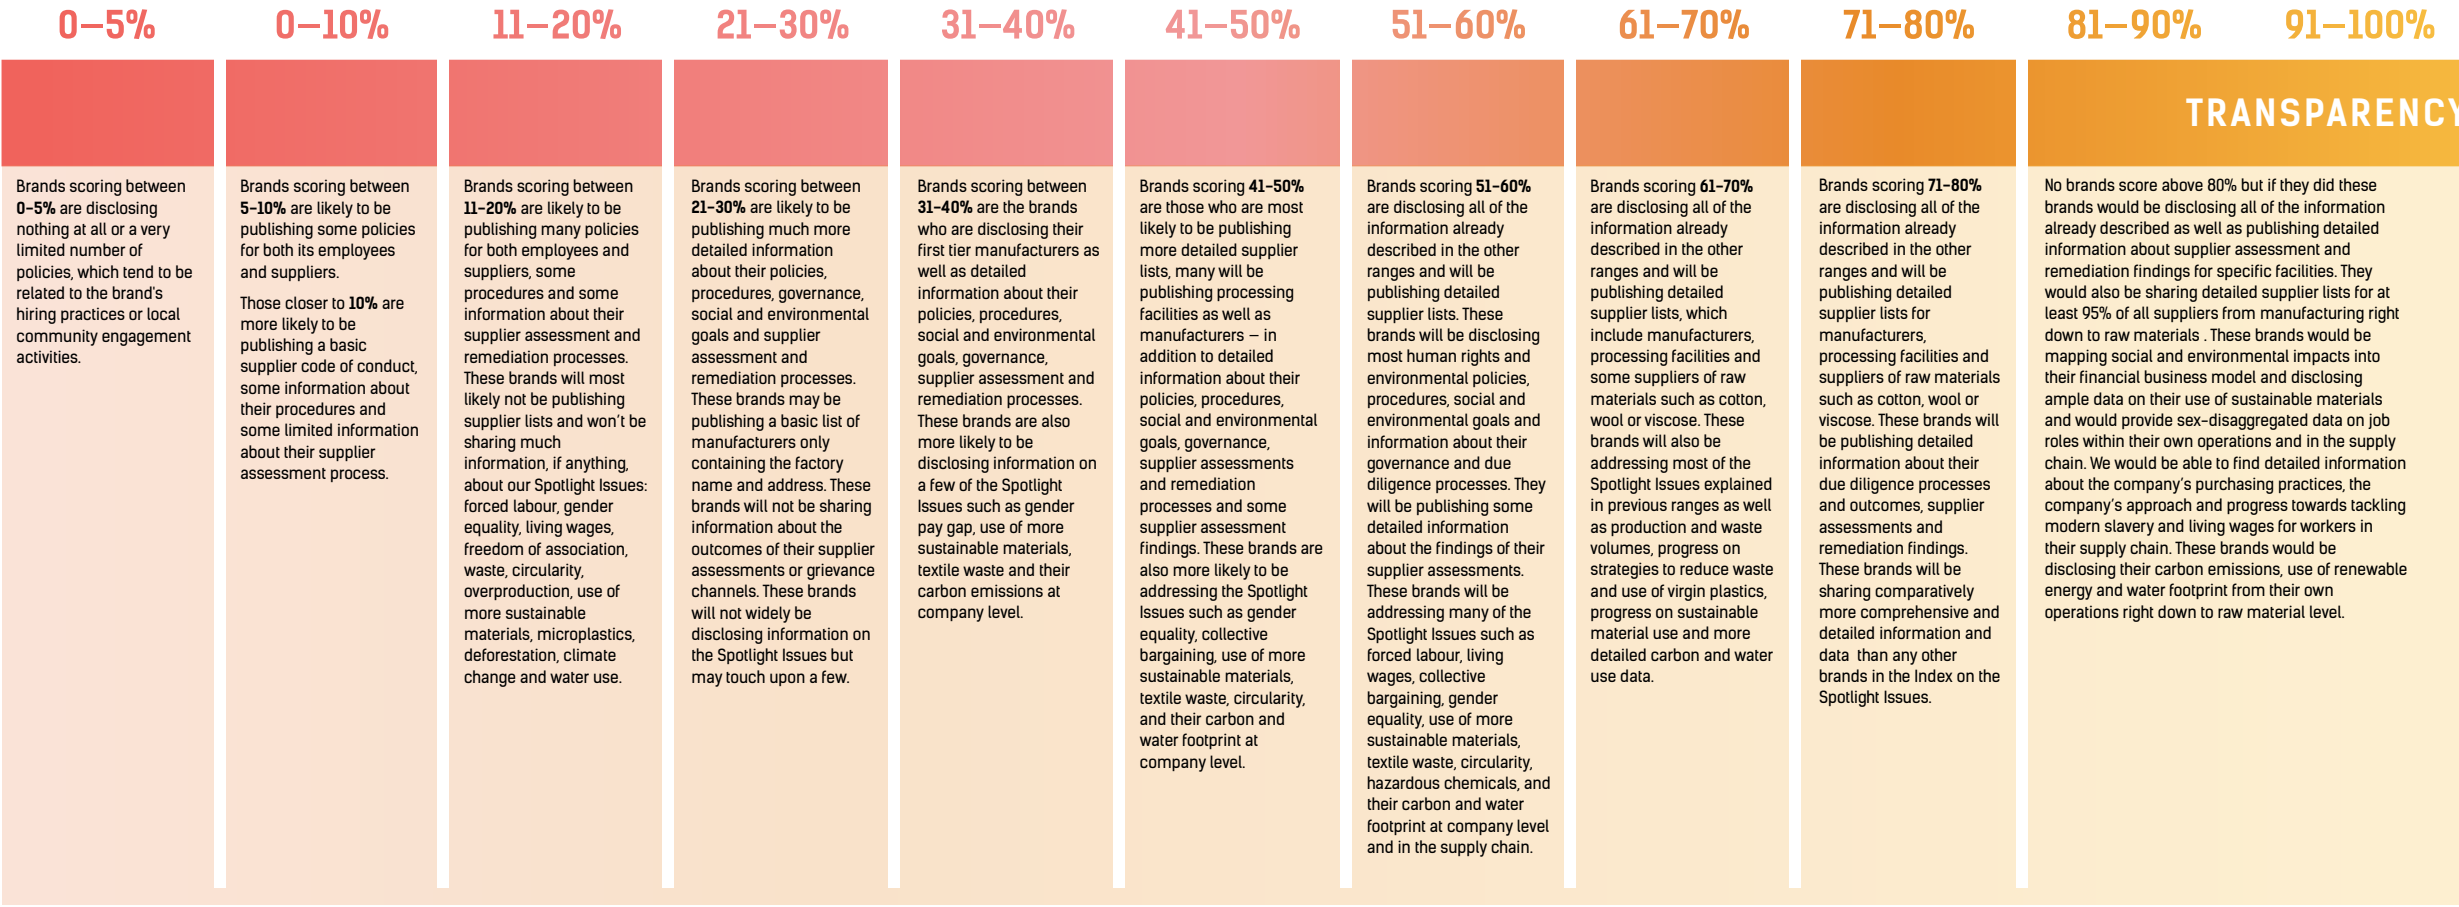 0–5%
0–10%
11–20%
21–30%
31–40%
41–50%
51–60%
61–70%
71–80%
81–90%
91–100%
TRANSPARENCY
Brands scoring between
0-5% are disclosing
nothing at all or a very
limited number of
policies, which tend to be
related to the brand's
hiring practices or local
community engagement
activities.
Brands scoring between
5-10% are likely to be
publishing some policies
for both its employees
and suppliers.
Those closer to 10% are
more likely to be
publishing a basic
supplier code of conduct,
some information about
their procedures and
some limited information
about their supplier
assessment process.
Brands scoring between
11-20% are likely to be
publishing many policies
for both employees and
suppliers, some
procedures and some
information about their
supplier assessment and
remediation processes.
These brands will most
likely not be publishing
supplier lists and won't be
sharing much
information, if anything,
about our Spotlight Issues:
forced labour, gender
equality, living wages,
freedom of association,
waste, circularity,
overproduction, use of
more sustainable
materials, microplastics,
deforestation, climate
change and water use.
Brands scoring between
21-30% are likely to be
publishing much more
detailed information
about their policies,
procedures, governance,
social and environmental
goals and supplier
assessment and
remediation processes.
These brands may be
publishing a basic list of
manufacturers only
containing the factory
name and address. These
brands will not be sharing
information about the
outcomes of their supplier
assessments or grievance
channels. These brands
will not widely be
disclosing information on
the Spotlight Issues but
may touch upon a few.
Brands scoring between
31-40% are the brands
who are disclosing their
first tier manufacturers as
well as detailed
information about their
policies, procedures,
social and environmental
goals, governance,
supplier assessment and
remediation processes.
These brands are also
more likely to be
disclosing information on
a few of the Spotlight
Issues such as gender
pay gap, use of more
sustainable materials,
textile waste and their
carbon emissions at
company level.
Brands scoring 41-50%
are those who are most
likely to be publishing
more detailed supplier
lists, many will be
publishing processing
facilities as well as
manufacturers – in
addition to detailed
information about their
policies, procedures,
social and environmental
goals, governance,
supplier assessments
and remediation
processes and some
supplier assessment
findings. These brands are
also more likely to be
addressing the Spotlight
Issues such as gender
equality, collective
bargaining, use of more
sustainable materials,
textile waste, circularity,
and their carbon and
water footprint at
company level.
Brands scoring 51-60%
are disclosing all of the
information already
described in the other
ranges and will be
publishing detailed
supplier lists. These
brands will be disclosing
most human rights and
environmental policies,
procedures, social and
environmental goals and
information about their
governance and due
diligence processes. They
will be publishing some
detailed information
about the findings of their
supplier assessments.
These brands will be
addressing many of the
Spotlight Issues such as
forced labour, living
wages, collective
bargaining, gender
equality, use of more
sustainable materials,
textile waste, circularity,
hazardous chemicals, and
their carbon and water
footprint at company level
and in the supply chain.
Brands scoring 61-70%
are disclosing all of the
information already
described in the other
ranges and will be
publishing detailed
supplier lists, which
include manufacturers,
processing facilities and
some suppliers of raw
materials such as cotton,
wool or viscose. These
brands will also be
addressing most of the
Spotlight Issues explained
in previous ranges as well
as production and waste
volumes, progress on
strategies to reduce waste
and use of virgin plastics,
progress on sustainable
material use and more
detailed carbon and water
use data.
Brands scoring 71-80%
are disclosing all of the
information already
described in the other
ranges and will be
publishing detailed
supplier lists for
manufacturers,
processing facilities and
suppliers of raw materials
such as cotton, wool or
viscose. These brands will
be publishing detailed
information about their
due diligence processes
and outcomes, supplier
assessments and
remediation findings.
These brands will be
sharing comparatively
more comprehensive and
detailed information and
data than any other
brands in the Index on the
Spotlight Issues.
No brands score above 80% but if they did these
brands would be disclosing all of the information
already described as well as publishing detailed
information about supplier assessment and
remediation findings for specific facilities. They
would also be sharing detailed supplier lists for at
least 95% of all suppliers from manufacturing right
down to raw materials . These brands would be
mapping social and environmental impacts into
their financial business model and disclosing
ample data on their use of sustainable materials
and would provide sex-disaggregated data on job
roles within their own operations and in the supply
chain. We would be able to find detailed information
about the company's purchasing practices, the
company's approach and progress towards tackling
modern slavery and living wages for workers in
their supply chain. These brands would be
disclosing their carbon emissions, use of renewable
energy and water footprint from their own
operations right down to raw material level.